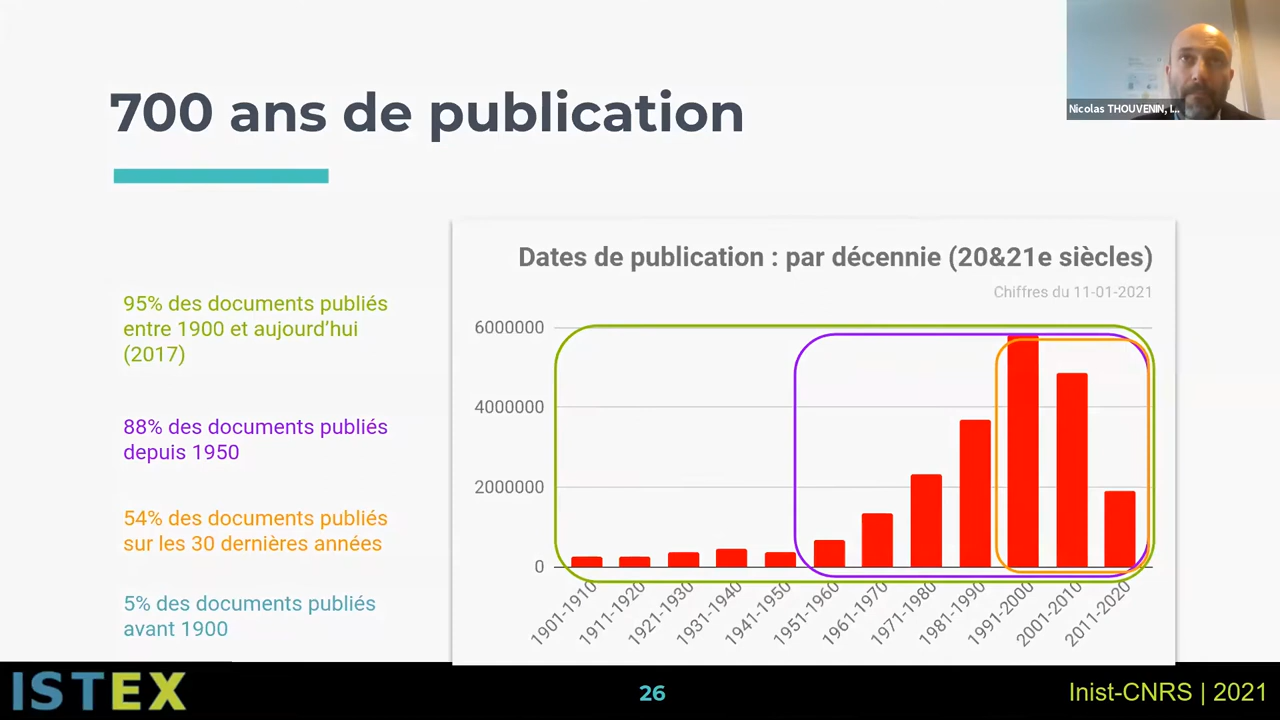 700 ans de publication
Nicolas THOUVENIN, I...
Dates de publication : par décennie (20&21e siècles)
Chiffres du 11-01-2021
95% des documents publiés
entre 1900 et aujourd'hui
(2017)
88% des documents publiés
depuis 1950
54% des documents publiés
sur les 30 dernières années
5% des documents publiés
avant 1900
6000000
4000000
2000000
0
1901-1910
1911-1920
1921-1930
1931-1940
1941-1950
1951-1960
1961-1970
1971-1980
1981-1990
1991-2000
2001-2010
2011-2020
ISTEX
26
Inist-CNRS | 2021